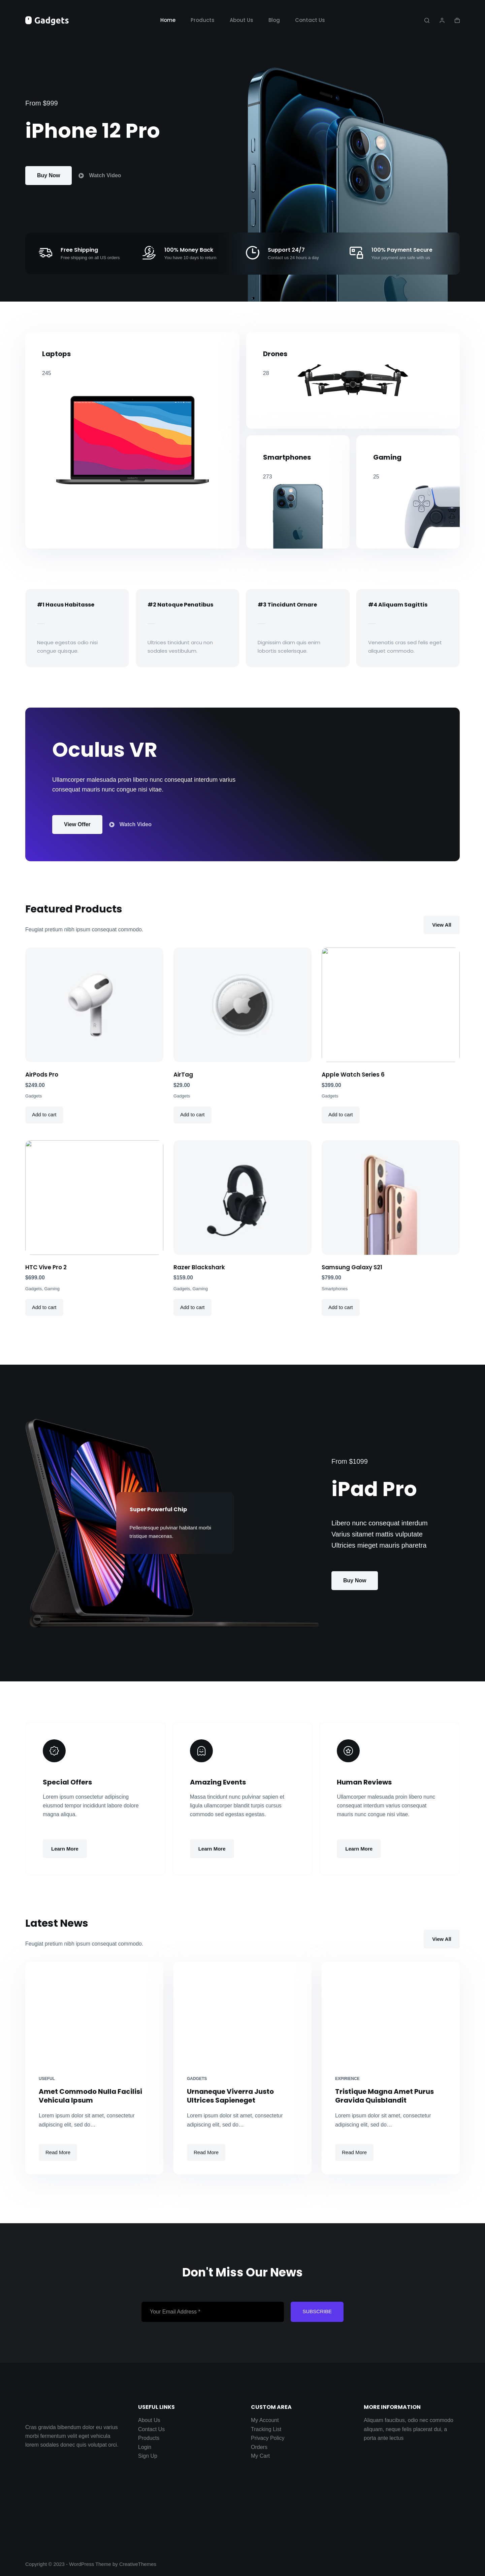 Gadgets
Home
Products
About Us
Blog
Contact Us
From $999
iPhone 12 Pro
Buy Now
Watch Video
Free Shipping
Free shipping on all US orders
100% Money Back
You have 10 days to return
Support 24/7
Contact us 24 hours a day
100% Payment Secure
Your payment are safe with us
Laptops
245
Drones
28
Smartphones
273
Gaming
25
#1 Hacus Habitasse
Neque egestas odio nisi
congue quisque.
#2 Natoque Penatibus
Ultrices tincidunt arcu non
sodales vestibulum.
#3 Tincidunt Ornare
Dignissim diam quis enim
lobortis scelerisque.
#4 Aliquam Sagittis
Venenatis cras sed felis eget
aliquet commodo.
Oculus VR
Ullamcorper malesuada proin libero nunc consequat interdum varius
consequat mauris nunc congue nisi vitae.
View Offer
Watch Video
Featured Products
Feugiat pretium nibh ipsum consequat commodo.
View All
AirPods Pro
$249.00
Gadgets
Add to cart
AirTag
$29.00
Gadgets
Add to cart
Apple Watch Series 6
$399.00
Gadgets
Add to cart
HTC Vive Pro 2
$699.00
Gadgets, Gaming
Add to cart
Razer Blackshark
$159.00
Gadgets, Gaming
Add to cart
Samsung Galaxy S21
$799.00
Smartphones
Add to cart
Super Powerful Chip
Pellentesque pulvinar habitant morbi
tristique maecenas.
From $1099
iPad Pro
Libero nunc consequat interdum
Varius sitamet mattis vulputate
Ultricies mieget mauris pharetra
Buy Now
Special Offers
Lorem ipsum consectetur adipiscing
eiusmod tempor incididunt labore dolore
magna aliqua.
Learn More
Amazing Events
Massa tincidunt nunc pulvinar sapien et
ligula ullamcorper blandit turpis cursus
commodo sed egestas egestas.
Learn More
Human Reviews
Ullamcorper malesuada proin libero nunc
consequat interdum varius consequat
mauris nunc congue nisi vitae.
Learn More
Latest News
Feugiat pretium nibh ipsum consequat commodo.
View All
USEFUL
Amet Commodo Nulla Facilisi
Vehicula Ipsum
Lorem ipsum dolor sit amet, consectetur
adipiscing elit, sed do…
Read More
GADGETS
Urnaneque Viverra Justo
Ultrices Sapieneget
Lorem ipsum dolor sit amet, consectetur
adipiscing elit, sed do…
Read More
EXPIRIENCE
Tristique Magna Amet Purus
Gravida Quisblandit
Lorem ipsum dolor sit amet, consectetur
adipiscing elit, sed do…
Read More
Don't Miss Our News
Your Email Address *
SUBSCRIBE
Cras gravida bibendum dolor eu varius
morbi fermentum velit eget vehicula
lorem sodales donec quis volutpat orci.
USEFUL LINKS
About Us
Contact Us
Products
Login
Sign Up
CUSTOM AREA
My Account
Tracking List
Privacy Policy
Orders
My Cart
MORE INFORMATION
Aliquam faucibus, odio nec commodo
aliquam, neque felis placerat dui, a
porta ante lectus
Copyright © 2023 - WordPress Theme by CreativeThemes